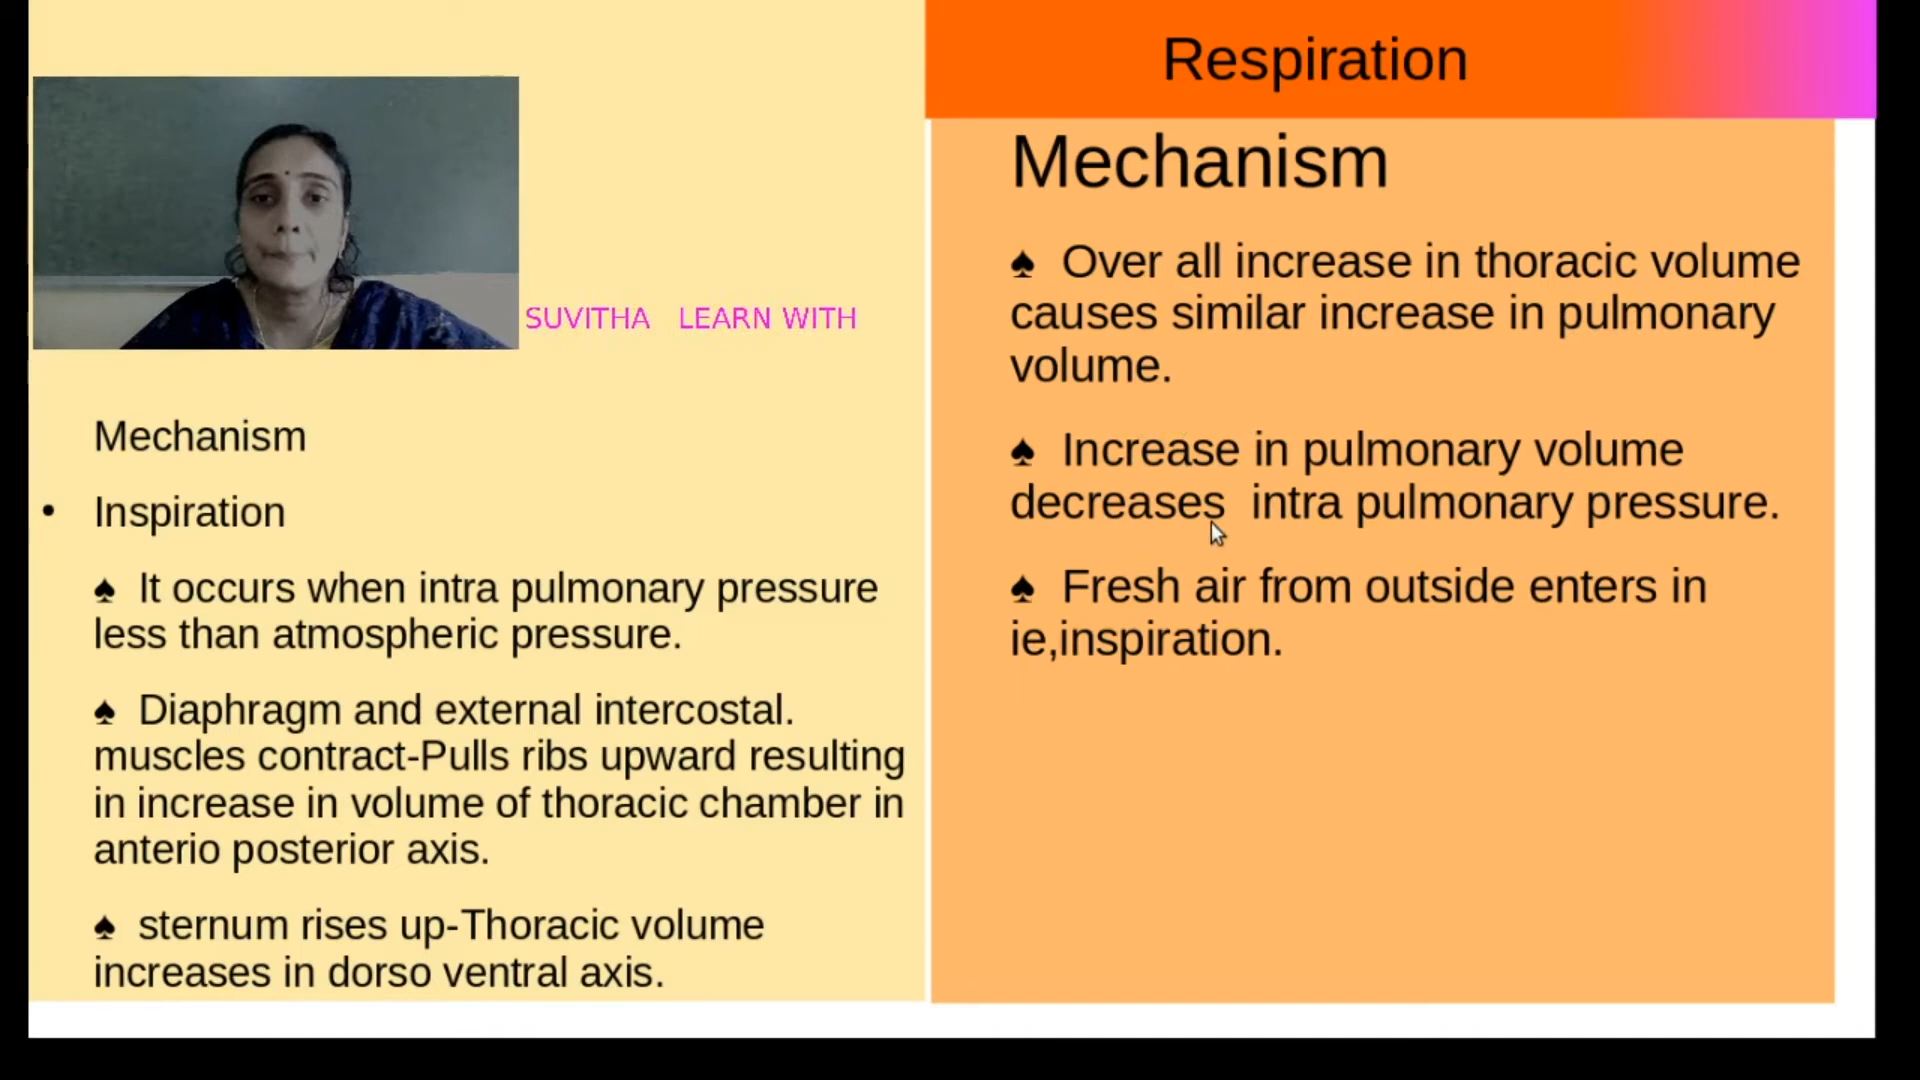 SUVITHA LEARN WITH
Mechanism
• Inspiration
♠ It occurs when intra pulmonary pressure
less than atmospheric pressure.
♠ Diaphragm and external intercostal.
muscles contract-Pulls ribs upward resulting
in increase in volume of thoracic chamber in
anterio posterior axis.
♠ sternum rises up-Thoracic volume
increases in dorso ventral axis.
Respiration
Mechanism
♠ Over all increase in thoracic volume
causes similar increase in pulmonary
volume.
♠ Increase in pulmonary volume
decreases intra pulmonary pressure.
♠ Fresh air from outside enters in
ie,inspiration.